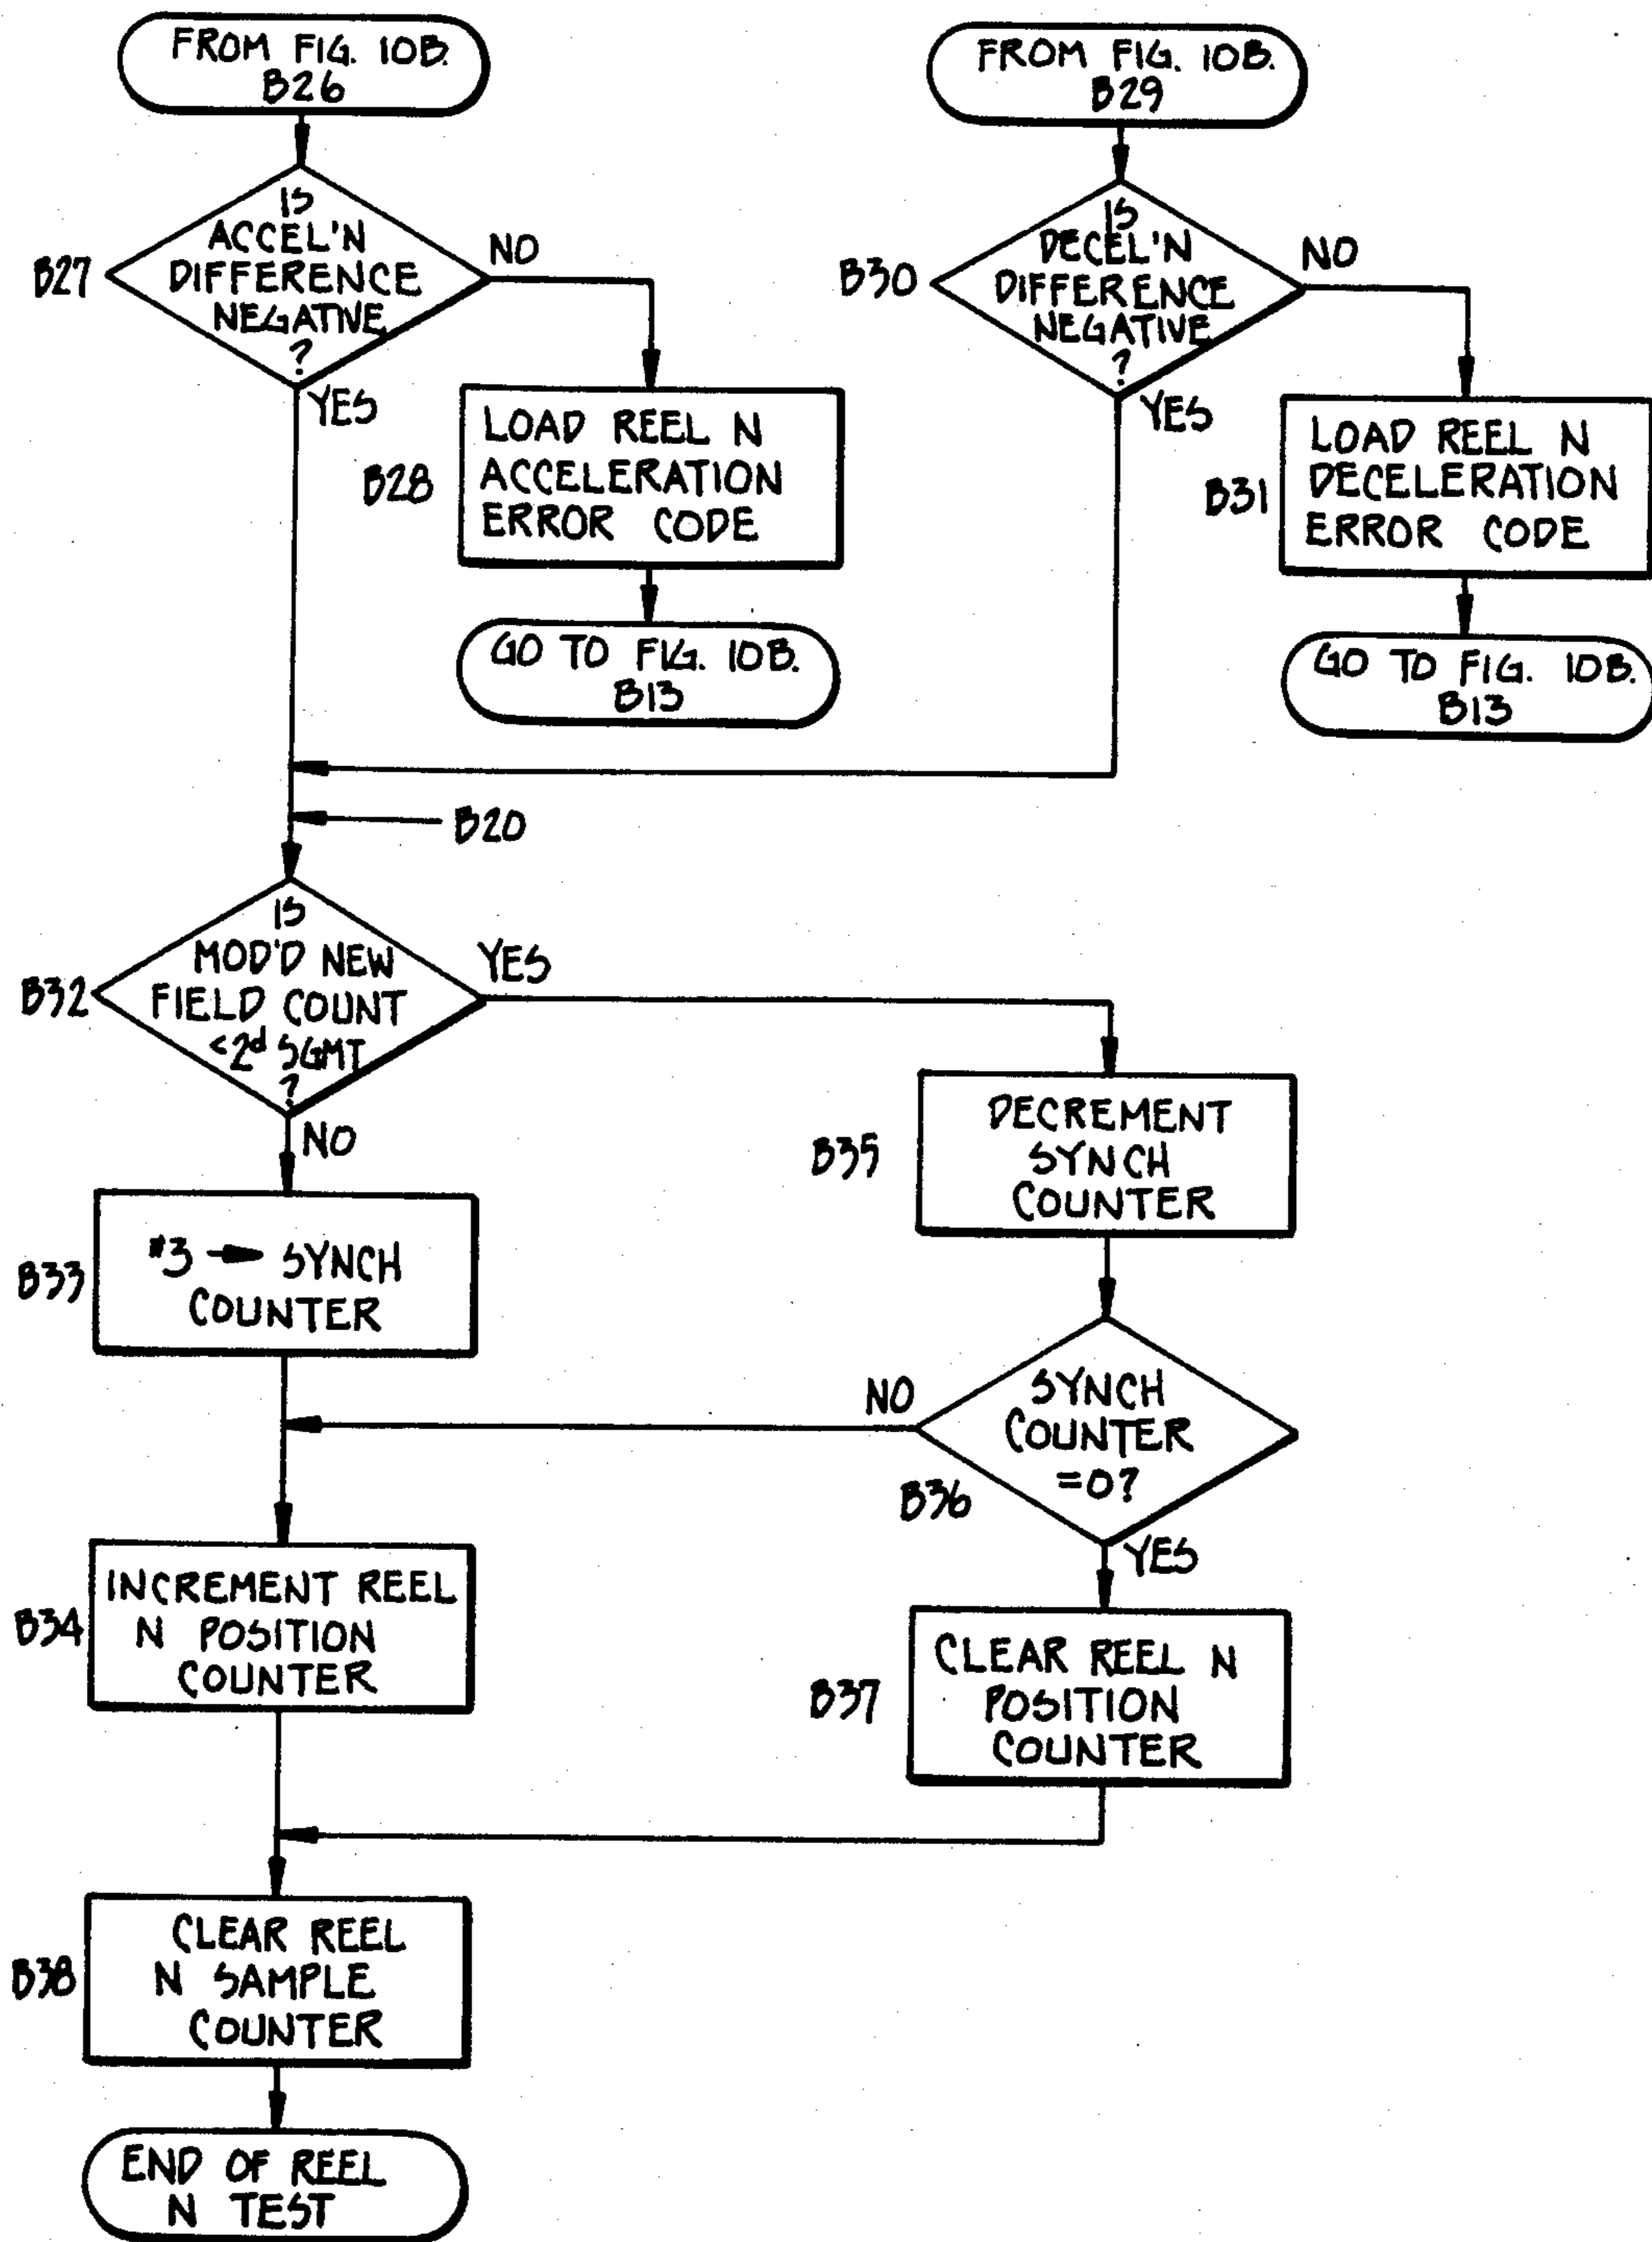 FROM FIG. 10B.
B26
FROM FIG. 10B.
B29
B27
IS
ACCEL'N
DIFFERENCE
NEGATIVE
?
NO
YES
B30
IS
DECEL'N
DIFFERENCE
NEGATIVE
?
NO
YES
B28
LOAD REEL N
ACCELERATION
ERROR CODE
B31
LOAD REEL N
DECELERATION
ERROR CODE
GO TO FIG. 10B.
B13
GO TO FIG. 10B.
B13
B20
B32
IS
MOD'D NEW
FIELD COUNT
<2d SGMT
?
YES
NO
B35
DECREMENT
SYNCH
COUNTER
B33
#3 → SYNCH
COUNTER
NO
SYNCH
COUNTER
=0?
B36
YES
B34
INCREMENT REEL
N POSITION
COUNTER
B37
CLEAR REEL N
POSITION
COUNTER
B38
CLEAR REEL
N SAMPLE
COUNTER
END OF REEL
N TEST